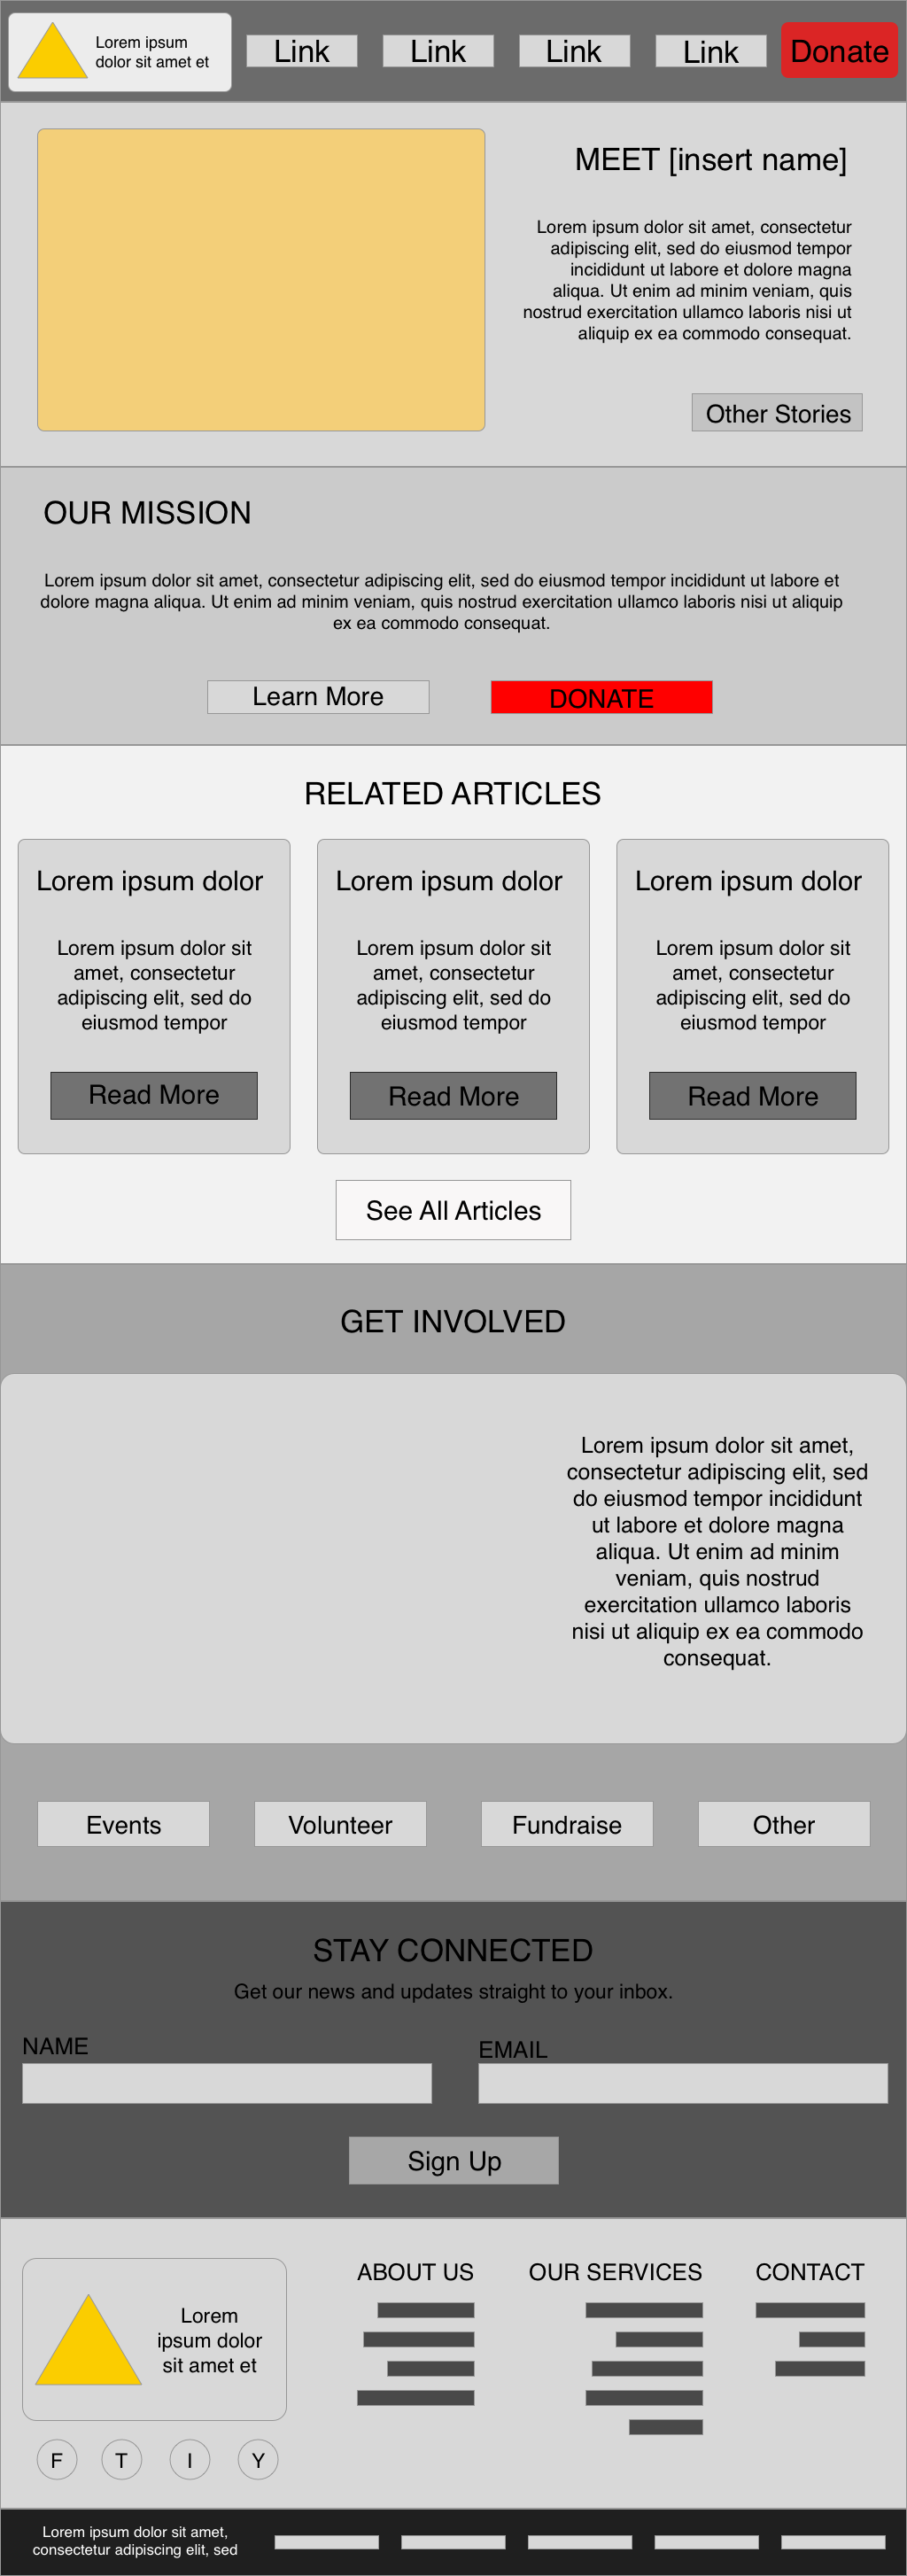 Lorem ipsum
dolor sit amet et
Link
Link
Link
Link
Donate
MEET [insert name]
Lorem ipsum dolor sit amet, consectetur
adipiscing elit, sed do eiusmod tempor
incididunt ut labore et dolore magna
aliqua. Ut enim ad minim veniam, quis
nostrud exercitation ullamco laboris nisi ut
aliquip ex ea commodo consequat.
Other Stories
OUR MISSION
Lorem ipsum dolor sit amet, consectetur adipiscing elit, sed do eiusmod tempor incididunt ut labore et
dolore magna aliqua. Ut enim ad minim veniam, quis nostrud exercitation ullamco laboris nisi ut aliquip
ex ea commodo consequat.
Learn More
DONATE
RELATED ARTICLES
Lorem ipsum dolor
Lorem ipsum dolor sit
amet, consectetur
adipiscing elit, sed do
eiusmod tempor
Read More
Lorem ipsum dolor
Lorem ipsum dolor sit
amet, consectetur
adipiscing elit, sed do
eiusmod tempor
Read More
Lorem ipsum dolor
Lorem ipsum dolor sit
amet, consectetur
adipiscing elit, sed do
eiusmod tempor
Read More
See All Articles
GET INVOLVED
Lorem ipsum dolor sit amet,
consectetur adipiscing elit, sed
do eiusmod tempor incididunt
ut labore et dolore magna
aliqua. Ut enim ad minim
veniam, quis nostrud
exercitation ullamco laboris
nisi ut aliquip ex ea commodo
consequat.
Events
Volunteer
Fundraise
Other
STAY CONNECTED
Get our news and updates straight to your inbox.
NAME
EMAIL
Sign Up
Lorem
ipsum dolor
sit amet et
F
T
I
Y
ABOUT US
OUR SERVICES
CONTACT
Lorem ipsum dolor sit amet,
consectetur adipiscing elit, sed